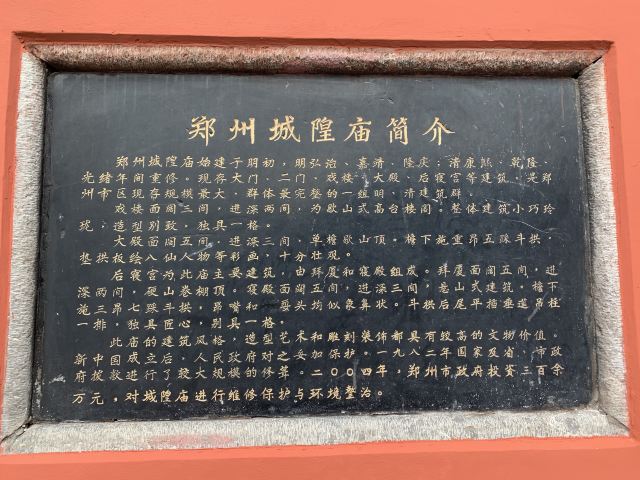 郑州城隍庙简介
郑州城隍庙始建于明初，明弘治、嘉靖、隆庆；清康熙、乾隆、
光绪年间重修。现存大门、二门、戏楼、大殿、后寝宫等建筑，是郑
州市区现存规模最大、群体最完整的一组明、清建筑群。
戏楼面阔三间，进深两间，为歇山式高台楼阁。整体建筑小巧玲
珑；造型别致，独具一格。
大殿面阔五间，进深三间，单檐歇山顶。檐下施重昂五踩斗拱，
垫拱板绘八仙人物等彩画，十分壮观。
后寝宫为此庙主要建筑，由拜厦和寝殿组成。拜厦面阔五间，进
深两间，硬山卷棚顶。寝殿面阔五间，进深三间，悬山式建筑，檐下
施三昂七踩斗拱，昂嘴和耍头均似象鼻状。斗拱后尾平檐垂道吊柱
一排，独具匠心，别具一格。
此庙的建筑风格，造型艺术和雕刻装饰都具有较高的文物价值。
新中国成立后，人民政府对之妥加保护。一九八二年国家及省、市政
府拨款进行了较大规模的修葺。二00四年，郑州市政府投资三百余
万元，对城隍庙进行维修保护与环境整治。